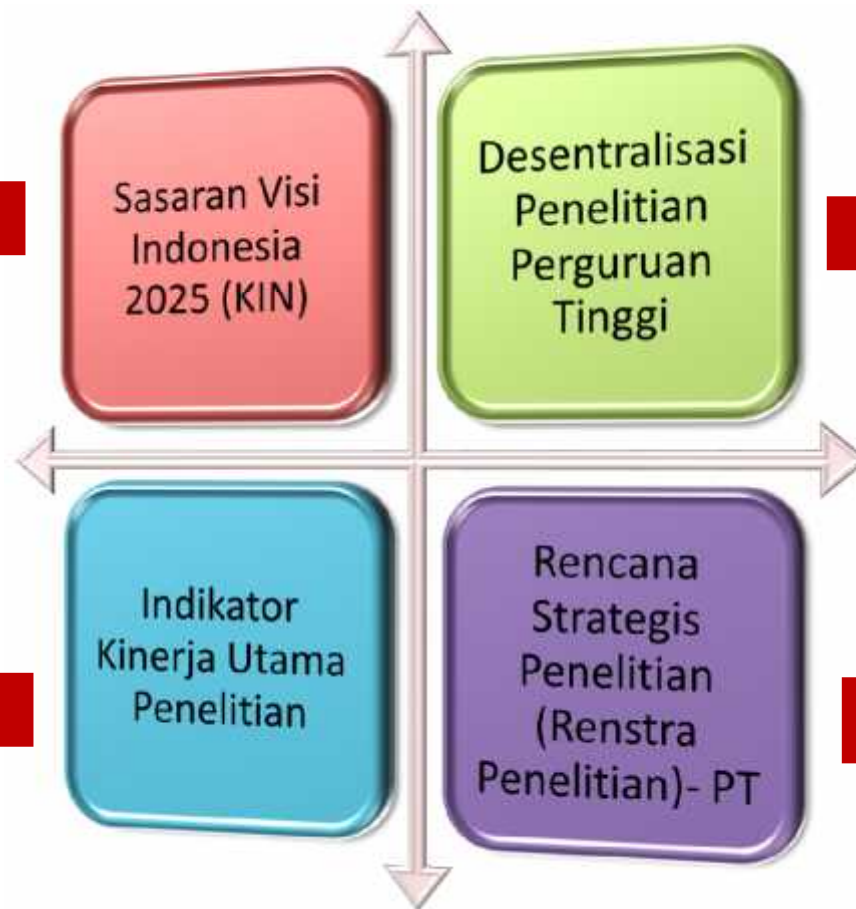 Sasaran Visi
Indonesia
2025 (KIN)
Desentralisasi
Penelitian
Perguruan
Tinggi
Indikator
Kinerja Utama
Penelitian
Rencana
Strategis
Penelitian
(Renstra
Penelitian)- PT